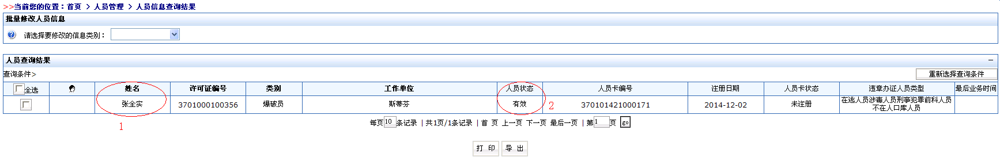 >>当前您的位置：首页 > 人员管理 > 人员信息查询结果
批量修改人员信息
请选择要修改的信息类别：
人员查询结果
查询条件>
重新选择查询条件
全选 姓名 许可证编号 类别 工作单位 人员状态 人员卡编号 注册日期 人员卡状态 违章办证人员类型 最后业务时间
张全实 3701000100356 爆破员 斯蒂芬 有效 370101421000171 2014-12-02 未注册 在逃人员涉毒人员刑事犯罪前科人员
不在人口库人员
1
2
每页10条记录 | 共1页/1条记录 | 首 页 上一页 下一页 最后一页 | 第1页 go
打 印 导 出